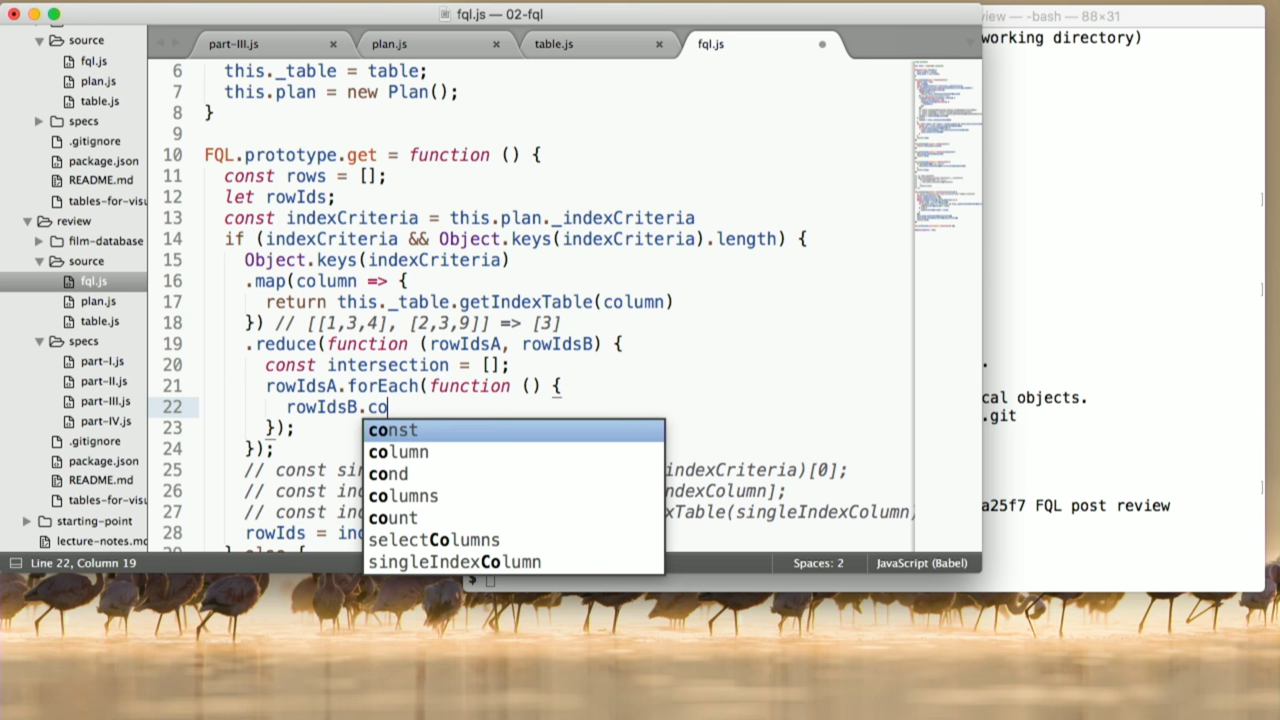 fql.js — 02-fql
view — -bash — 88×31
part-III.js
plan.js
table.js
fql.js
source
fql.js
plan.js
table.js
specs
.gitignore
package.json
README.md
tables-for-visu
review
film-database
source
fql.js
plan.js
table.js
specs
part-I.js
part-II.js
part-III.js
part-IV.js
.gitignore
package.json
README.md
tables-for-visu
starting-point
lecture-notes.md
6 this._table = table;
7 this.plan = new Plan();
8 }
9
10 FQL.prototype.get = function () {
11 const rows = [];
12 let rowIds;
13 const indexCriteria = this.plan._indexCriteria
14 if (indexCriteria && Object.keys(indexCriteria).length) {
15 Object.keys(indexCriteria)
16 .map(column => {
17 return this._table.getIndexTable(column)
18 }) // [[1,3,4], [2,3,9]] => [3]
19 .reduce(function (rowIdsA, rowIdsB) {
20 const intersection = [];
21 rowIdsA.forEach(function () {
22 rowIdsB.co
23 });
24 });
25 // const sin indexCriteria)[0];
26 // const ind ndexColumn];
27 // const ind xTable(singleIndexColumn)
28 rowIds = ind
29 } else {
const
column
cond
columns
count
selectColumns
singleIndexColumn
working directory)
.
cal objects.
.git
a25f7 FQL post review
$
Line 22, Column 19
Spaces: 2
JavaScript (Babel)